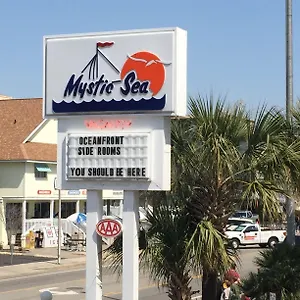 Mystic Sea
OCEANFRONT
SIDE ROOMS
YOU SHOULD BE HERE
AAA